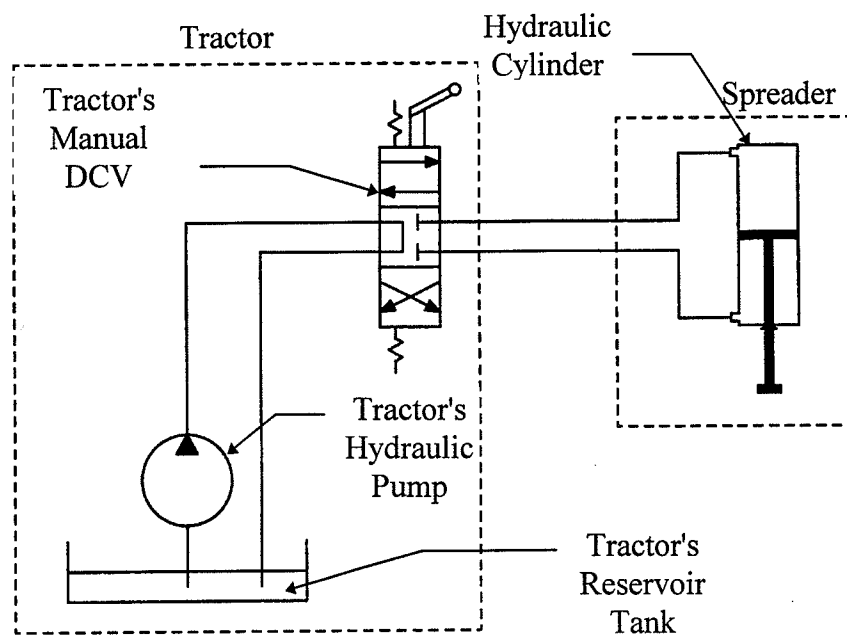 Tractor
Hydraulic
Cylinder
Tractor's
Manual
DCV
Spreader
Tractor's
Hydraulic
Pump
Tractor's
Reservoir
Tank